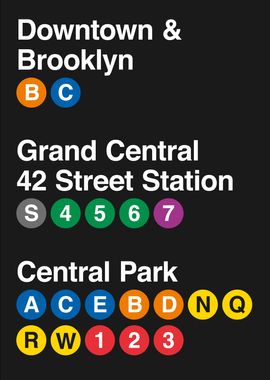 Downtown &
Brooklyn
B C
Grand Central
42 Street Station
S 4 5 6 7
Central Park
A C E B D N Q
R W 1 2 3